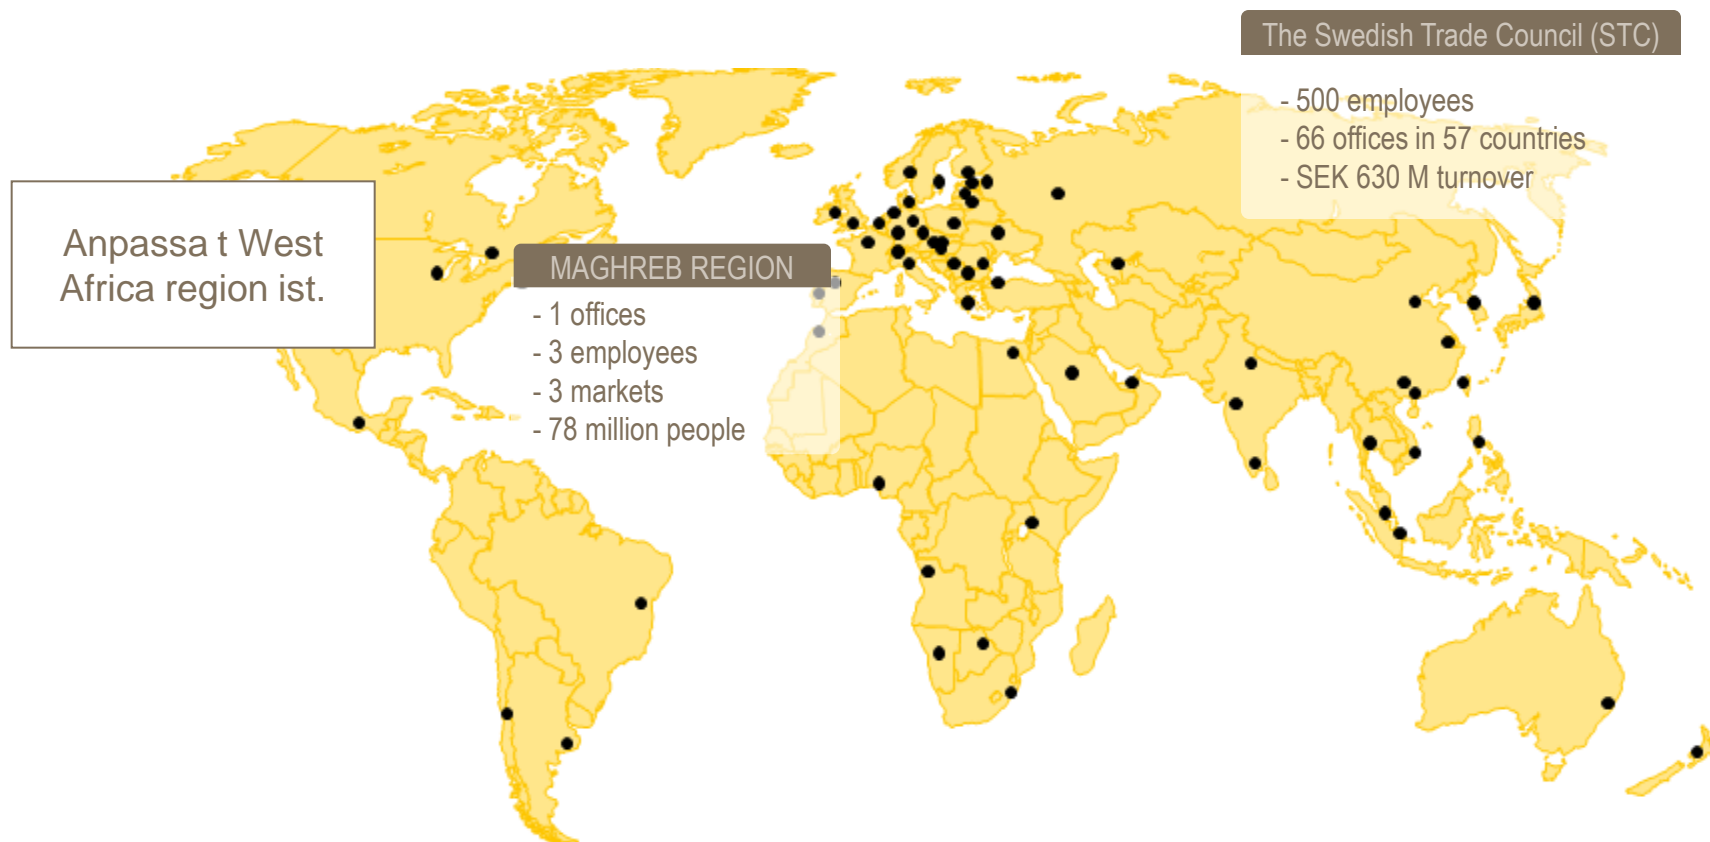 The Swedish Trade Council (STC)
- 500 employees
- 66 offices in 57 countries
- SEK 630 M turnover
Anpassa t West
Africa region ist.
MAGHREB REGION
- 1 offices
- 3 employees
- 3 markets
- 78 million people